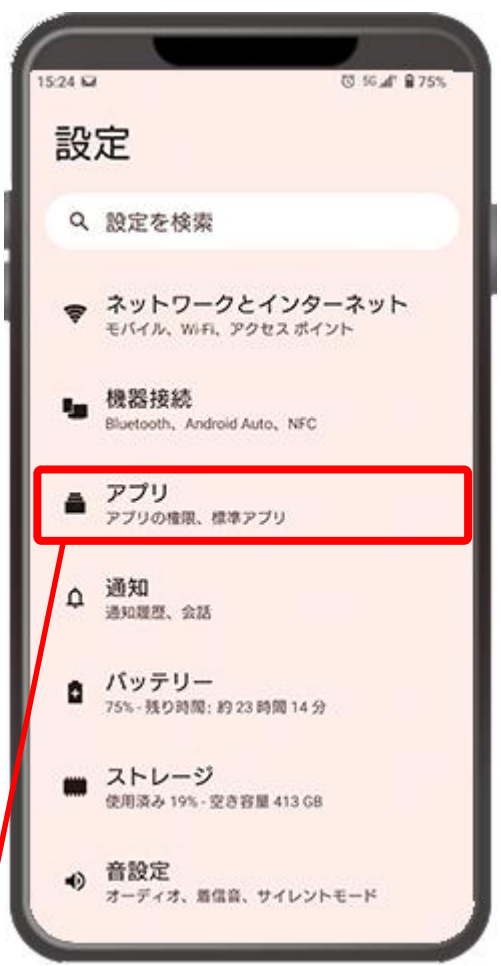 15:24
5G 75%
設定
設定を検索
ネットワークとインターネット
モバイル、Wi-Fi、アクセス ポイント
機器接続
Bluetooth、Android Auto、NFC
アプリ
アプリの権限、標準アプリ
通知
通知履歴、会話
バッテリー
75% - 残り時間: 約 23 時間 14 分
ストレージ
使用済み 19% - 空き容量 413 GB
音設定
オーディオ、着信音、サイレントモード